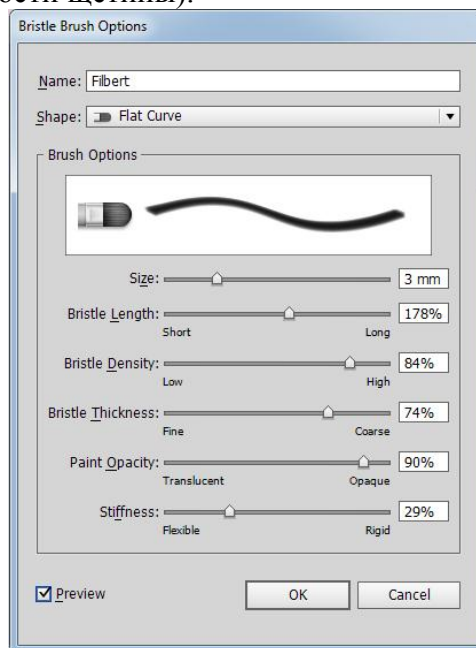 Bristle Brush Options
Name: Filbert
Shape: Flat Curve
Brush Options
Size: 3 mm
Bristle Length: 178%
Short Long
Bristle Density: 84%
Low High
Bristle Thickness: 74%
Fine Coarse
Paint Opacity: 90%
Translucent Opaque
Stiffness: 29%
Flexible Rigid
Preview OK Cancel